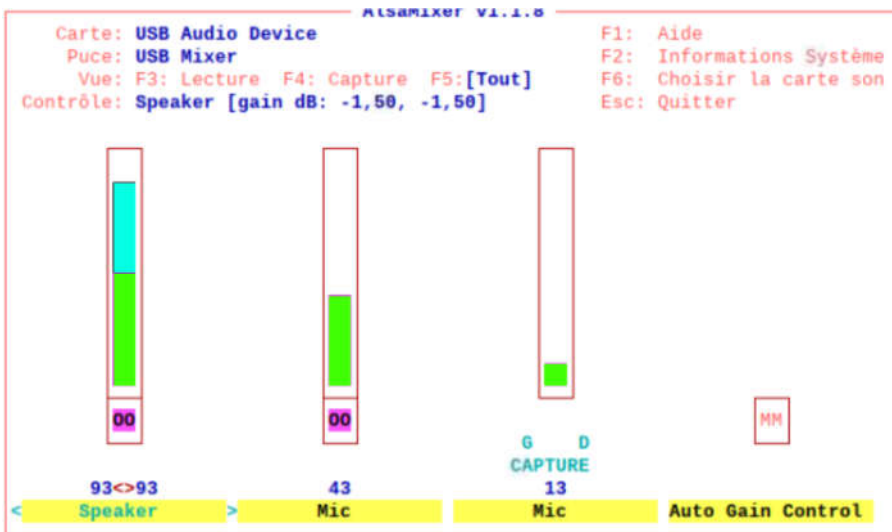 AlsaMixer v1.1.8
Carte: USB Audio Device F1: Aide
Puce: USB Mixer F2: Informations Système
Vue: F3: Lecture F4: Capture F5:[Tout] F6: Choisir la carte son
Contrôle: Speaker [gain dB: -1,50, -1,50] Esc: Quitter
OO OO MM
G D
CAPTURE
93<>93 43 13
< Speaker > Mic Mic Auto Gain Control